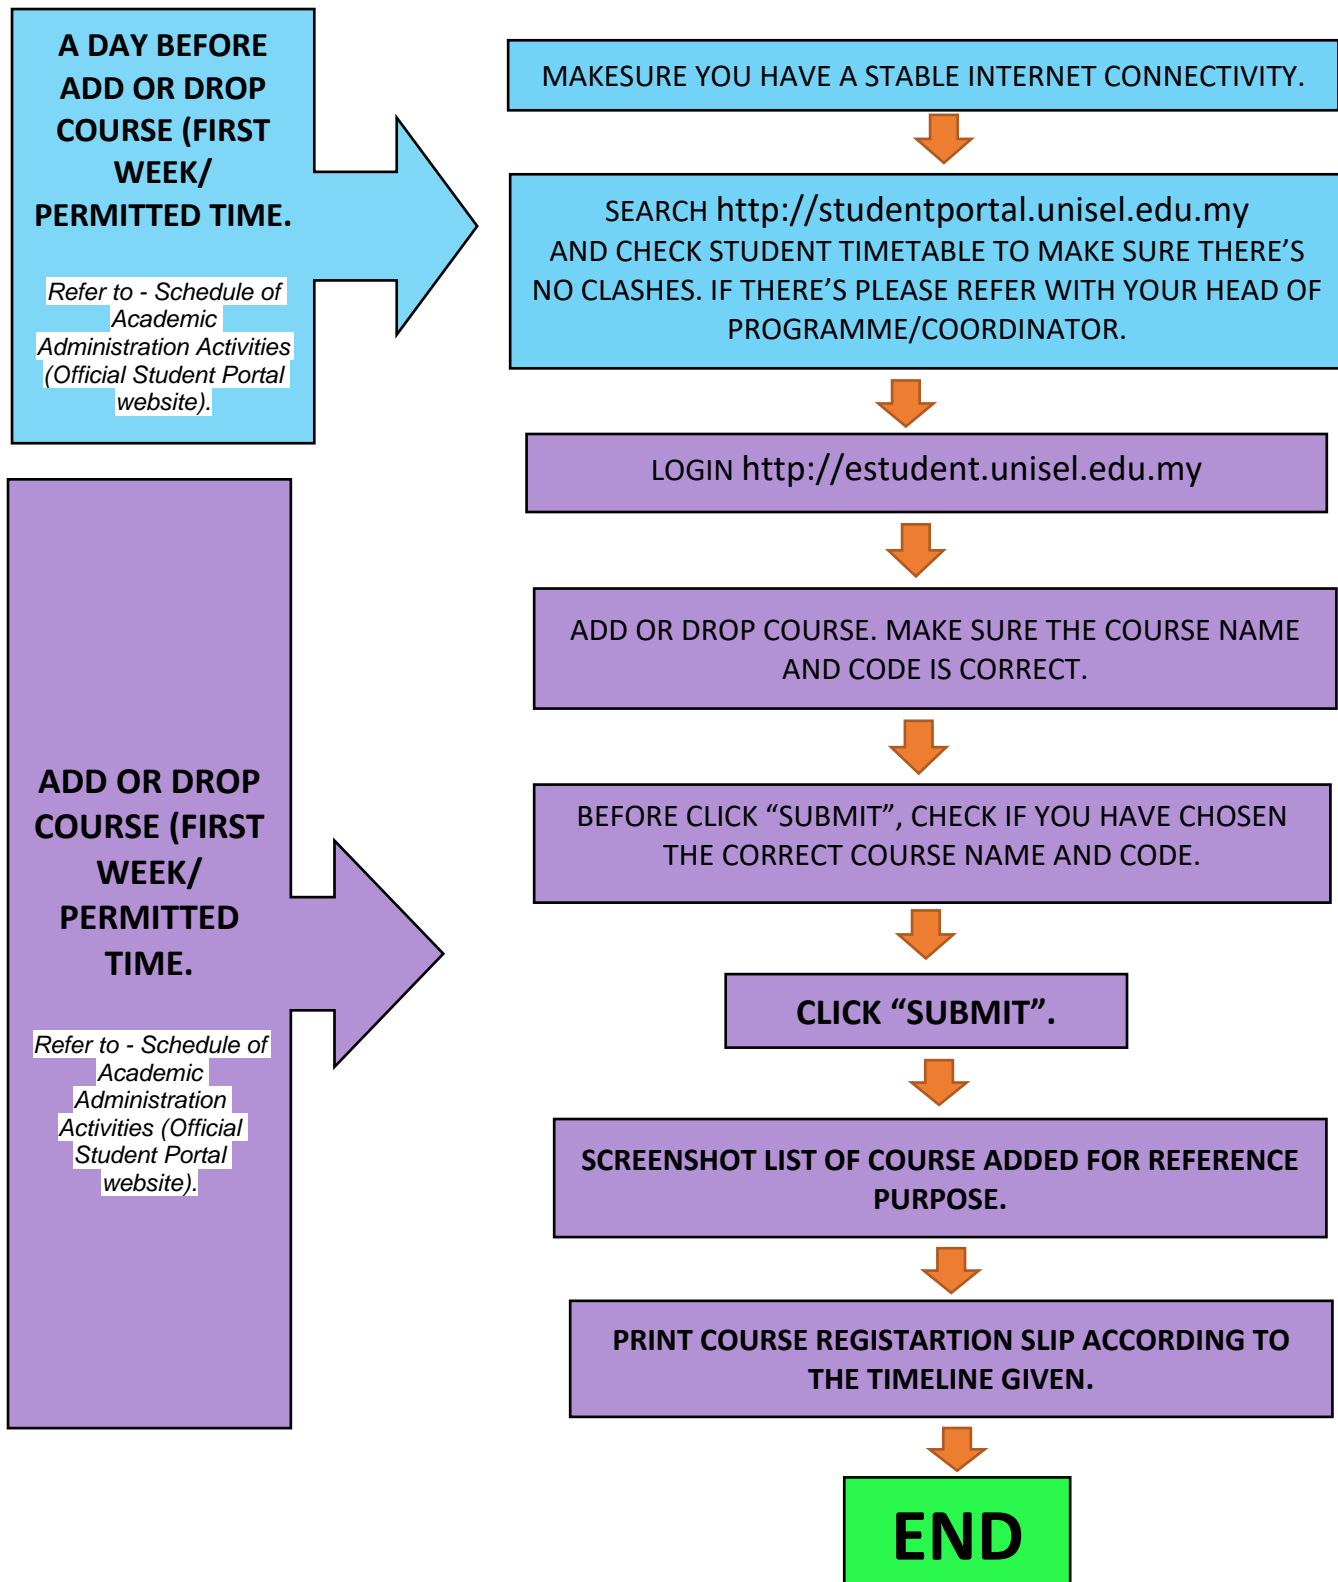 A DAY BEFORE
ADD OR DROP
COURSE (FIRST
WEEK/
PERMITTED TIME.
Refer to - Schedule of
Academic
Administration Activities
(Official Student Portal
website).
MAKESURE YOU HAVE A STABLE INTERNET CONNECTIVITY.
SEARCH http://studentportal.unisel.edu.my
AND CHECK STUDENT TIMETABLE TO MAKE SURE THERE’S
NO CLASHES. IF THERE’S PLEASE REFER WITH YOUR HEAD OF
PROGRAMME/COORDINATOR.
ADD OR DROP
COURSE (FIRST
WEEK/
PERMITTED
TIME.
Refer to - Schedule of
Academic
Administration
Activities (Official
Student Portal
website).
LOGIN http://estudent.unisel.edu.my
ADD OR DROP COURSE. MAKE SURE THE COURSE NAME
AND CODE IS CORRECT.
BEFORE CLICK “SUBMIT”, CHECK IF YOU HAVE CHOSEN
THE CORRECT COURSE NAME AND CODE.
CLICK “SUBMIT”.
SCREENSHOT LIST OF COURSE ADDED FOR REFERENCE
PURPOSE.
PRINT COURSE REGISTARTION SLIP ACCORDING TO
THE TIMELINE GIVEN.
END